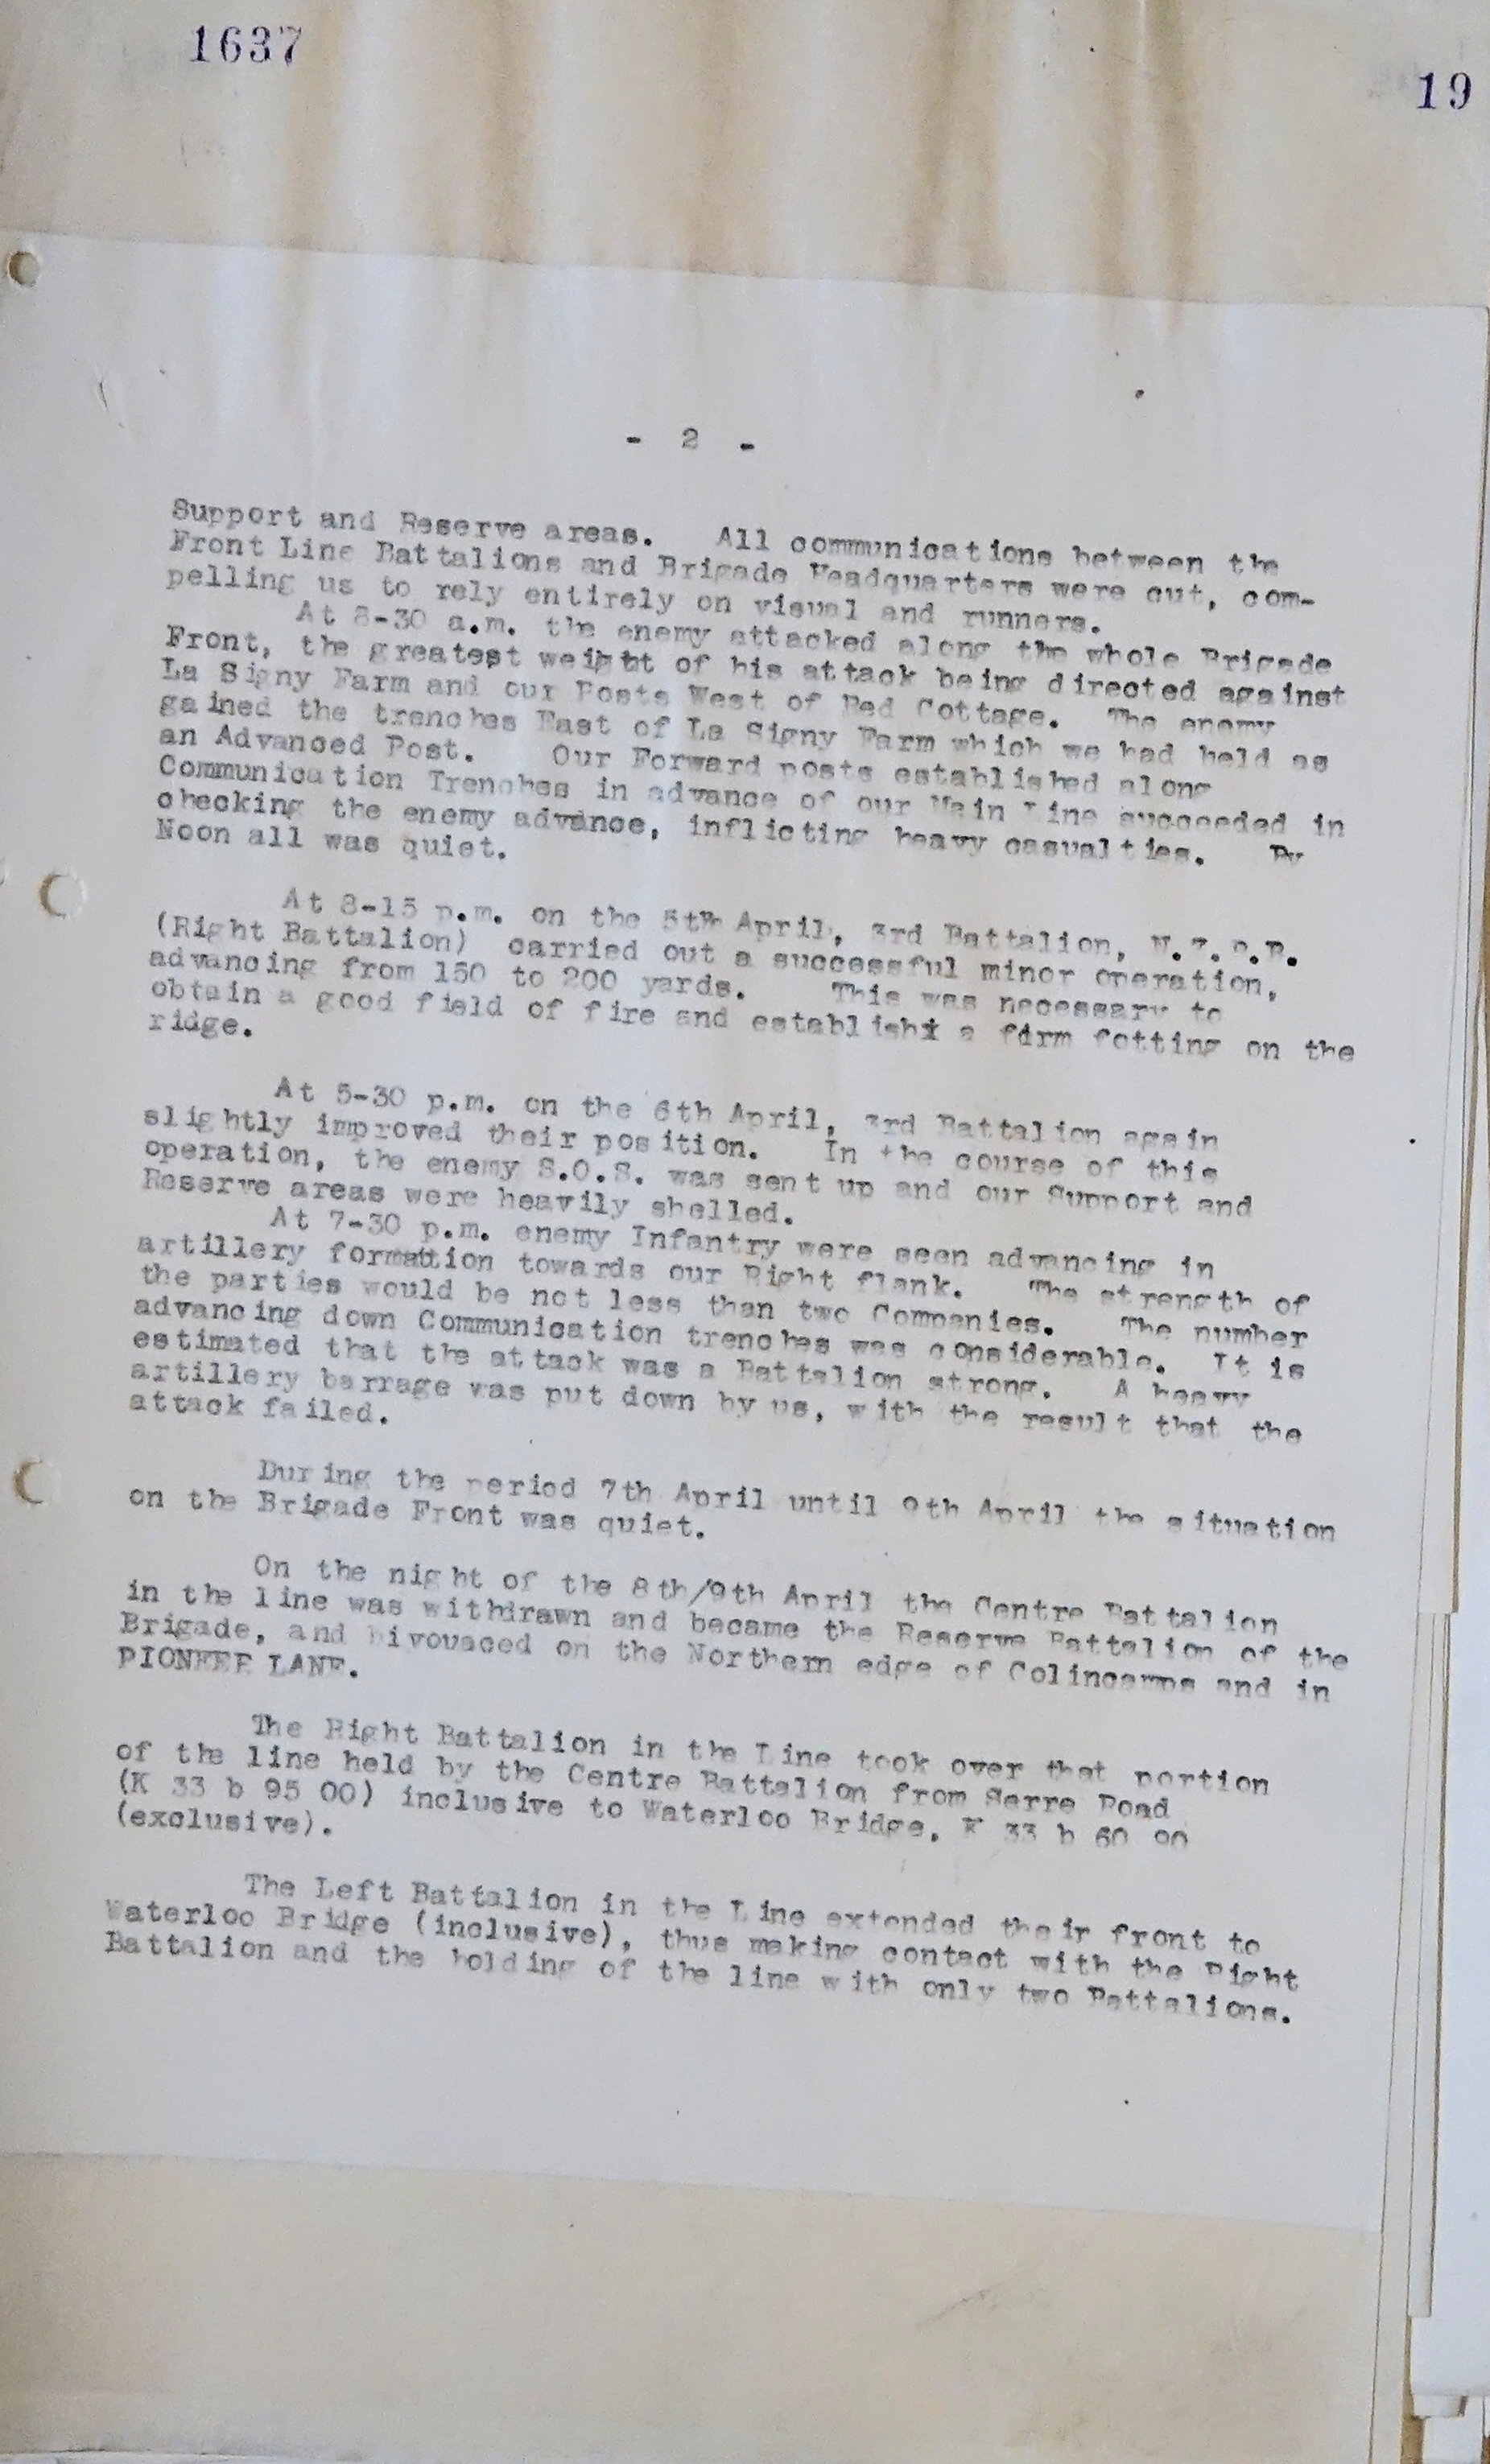 1637
19
- 2 -
Support and Reserve areas. All communications between the
Front Line Battalions and Brigade Headquarters were cut, com-
pelling us to rely entirely on visual and runners.
At 8-30 a.m. the enemy attacked along the whole Brigade
Front, the greatest weight of his attack being directed against
La Signy Farm and our Posts West of Red Cottage. The enemy
gained the trenches East of La Signy Farm which we had held as
an Advanced Post. Our Forward posts established along
Communication Trenches in advance of our Main Line succeeded in
checking the enemy advance, inflicting heavy casualties. By
Noon all was quiet.
At 8-15 p.m. on the 5th April, 3rd Battalion, N.Z.R.B.
(Right Battalion) carried out a successful minor operation,
advancing from 150 to 200 yards. This was necessary to
obtain a good field of fire and establish a firm fotting on the
ridge.
At 5-30 p.m. on the 6th April, 3rd Battalion again
slightly improved their position. In the course of this
operation, the enemy S.O.S. was sent up and our Support and
Reserve areas were heavily shelled.
At 7-30 p.m. enemy Infantry were seen advancing in
artillery formation towards our Right flank. The strength of
the parties would be not less than two Companies. The number
advancing down Communication trenches was considerable. It is
estimated that the attack was a Battalion strong. A heavy
artillery barrage was put down by us, with the result that the
attack failed.
During the period 7th April until 9th April the situation
on the Brigade Front was quiet.
On the night of the 8th/9th April the Centre Battalion
in the line was withdrawn and became the Reserve Battalion of the
Brigade, and bivouaced on the Northern edge of Colincamps and in
PIONEER LANE.
The Right Battalion in the Line took over that portion
of the line held by the Centre Battalion from Serre Road
(K 33 b 95 00) inclusive to Waterloo Bridge, K 33 b 60 90
(exclusive).
The Left Battalion in the Line extended their front to
Waterloo Bridge (inclusive), thus making contact with the Right
Battalion and the holding of the line with only two Battalions.